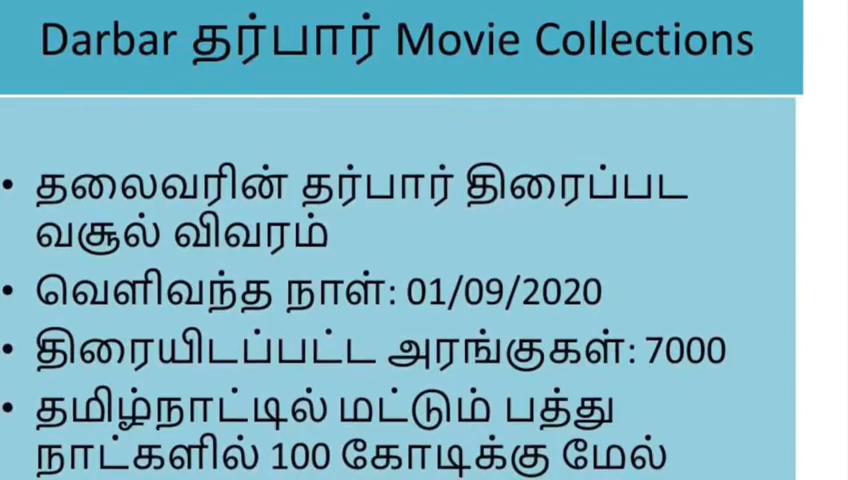 Darbar தர்பார் Movie Collections
• தலைவரின் தர்பார் திரைப்பட
வசூல் விவரம்
• வெளிவந்த நாள்: 01/09/2020
• திரையிடப்பட்ட அரங்குகள்: 7000
• தமிழ்நாட்டில் மட்டும் பத்து
நாட்களில் 100 கோடிக்கு மேல்